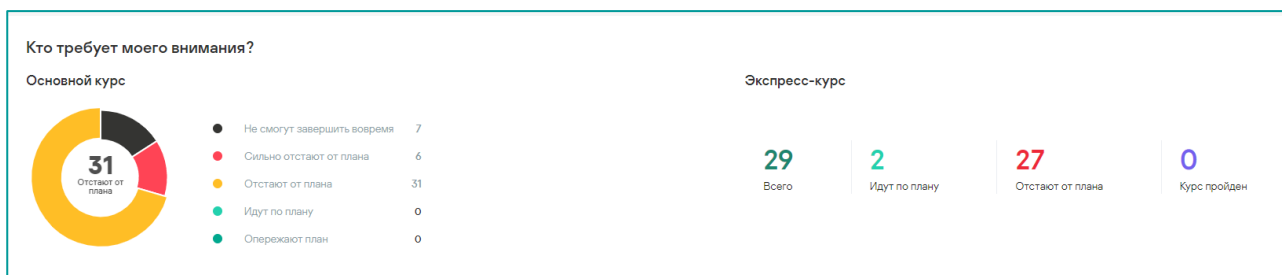 Кто требует моего внимания?
Основной курс
31
Отстают от
плана
Не смогут завершить вовремя 7
Сильно отстают от плана 6
Отстают от плана 31
Идут по плану 0
Опережают план 0
Экспресс-курс
29 2 27 0
Всего Идут по плану Отстают от плана Курс пройден